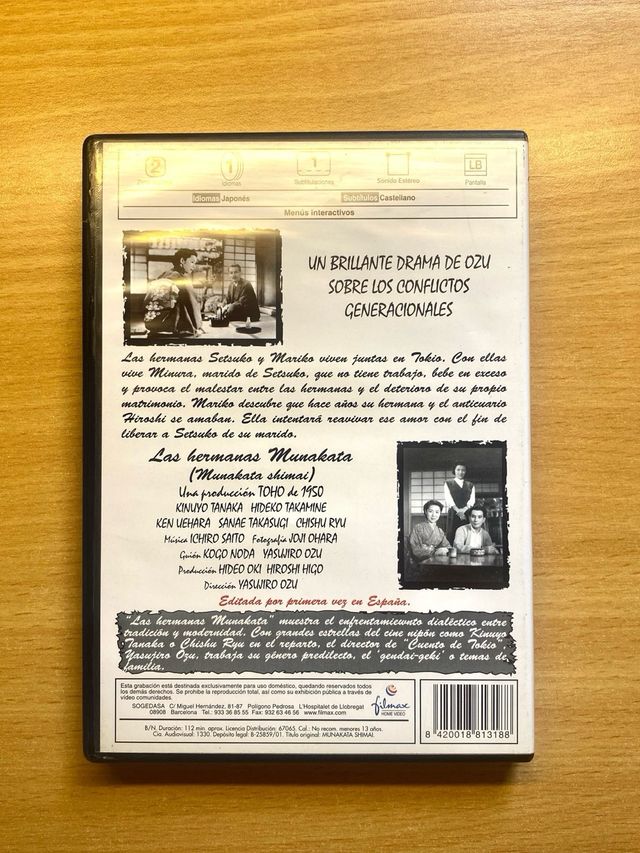 2 1 1 LB
Idiomas Subtitulaciones Sonido Estéreo Pantalla
Idiomas Japonés Subtítulos Castellano
Menús interactivos
UN BRILLANTE DRAMA DE OZU
SOBRE LOS CONFLICTOS
GENERACIONALES
Las hermanas Setsuko y Mariko viven juntas en Tokio. Con ellas
vive Minura, marido de Setsuko, que no tiene trabajo, bebe en exceso
y provoca el malestar entre las hermanas y el deterioro de su propio
matrimonio. Mariko descubre que hace años su hermana y el anticuario
Hiroshi se amaban. Ella intentará reavivar ese amor con el fin de
liberar a Setsuko de su marido.
Las hermanas Munakata
(Munakata shimai)
Una producción TOHO de 1950
KINUYO TANAKA HIDEKO TAKAMINE
KEN UEHARA SANAE TAKASUGI CHISHU RYU
Música ICHIRO SAITO Fotografía JOJI OHARA
Guión KOGO NODA YASUJIRO OZU
Producción HIDEO OKI HIROSHI HIGO
Dirección YASUJIRO OZU
Editada por primera vez en España.
"Las hermanas Munakata" muestra el enfrentamieunto dialéctico entre
tradición y modernidad. Con grandes estrellas del cine nipón como Kinuyo
Tanaka o Chishu Ryu en el reparto, el director de "Cuento de Tokio",
Yasujiro Ozu, trabaja su género predilecto, el 'gendai-geki' o temas de
familia.
Esta grabación está destinada exclusivamente para uso doméstico, quedando reservados todos
los demás derechos. Se prohíbe la reproducción total, así como su exhibición pública a través de
vídeo comunidades.
SOGEDASA C/ Miguel Hernández, 81-87 Polígono Pedrosa L'Hospitalet de Llobregat
08908 Barcelona Tel.: 933 36 85 55 Fax: 932 63 46 56 www.filmax.com
filmax
HOME VIDEO
B/N. Duración: 112 min. aprox. Licencia Distribución: 67065. Cal.: No recom. menores 13 años.
Cia. Audiovisual: 1330. Depósito legal: B-25859/01. Título original: MUNAKATA SHIMAI.
8 420018 813188